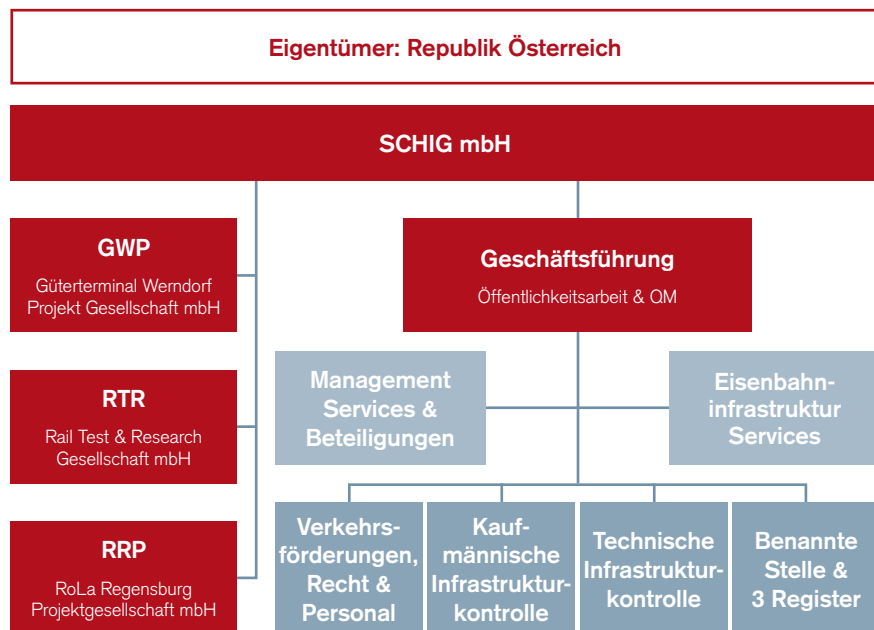 Eigentümer: Republik Österreich
SCHIG mbH
GWP
Güterterminal Werndorf
Projekt Gesellschaft mbH
RTR
Rail Test & Research
Gesellschaft mbH
RRP
RoLa Regensburg
Projektgesellschaft mbH
Geschäftsführung
Öffentlichkeitsarbeit & QM
Management
Services &
Beteiligungen
Eisenbahn-
infrastruktur
Services
Verkehrs-
förderungen,
Recht &
Personal
Kauf-
männische
Infrastruktur-
kontrolle
Technische
Infrastruktur-
kontrolle
Benannte
Stelle &
3 Register